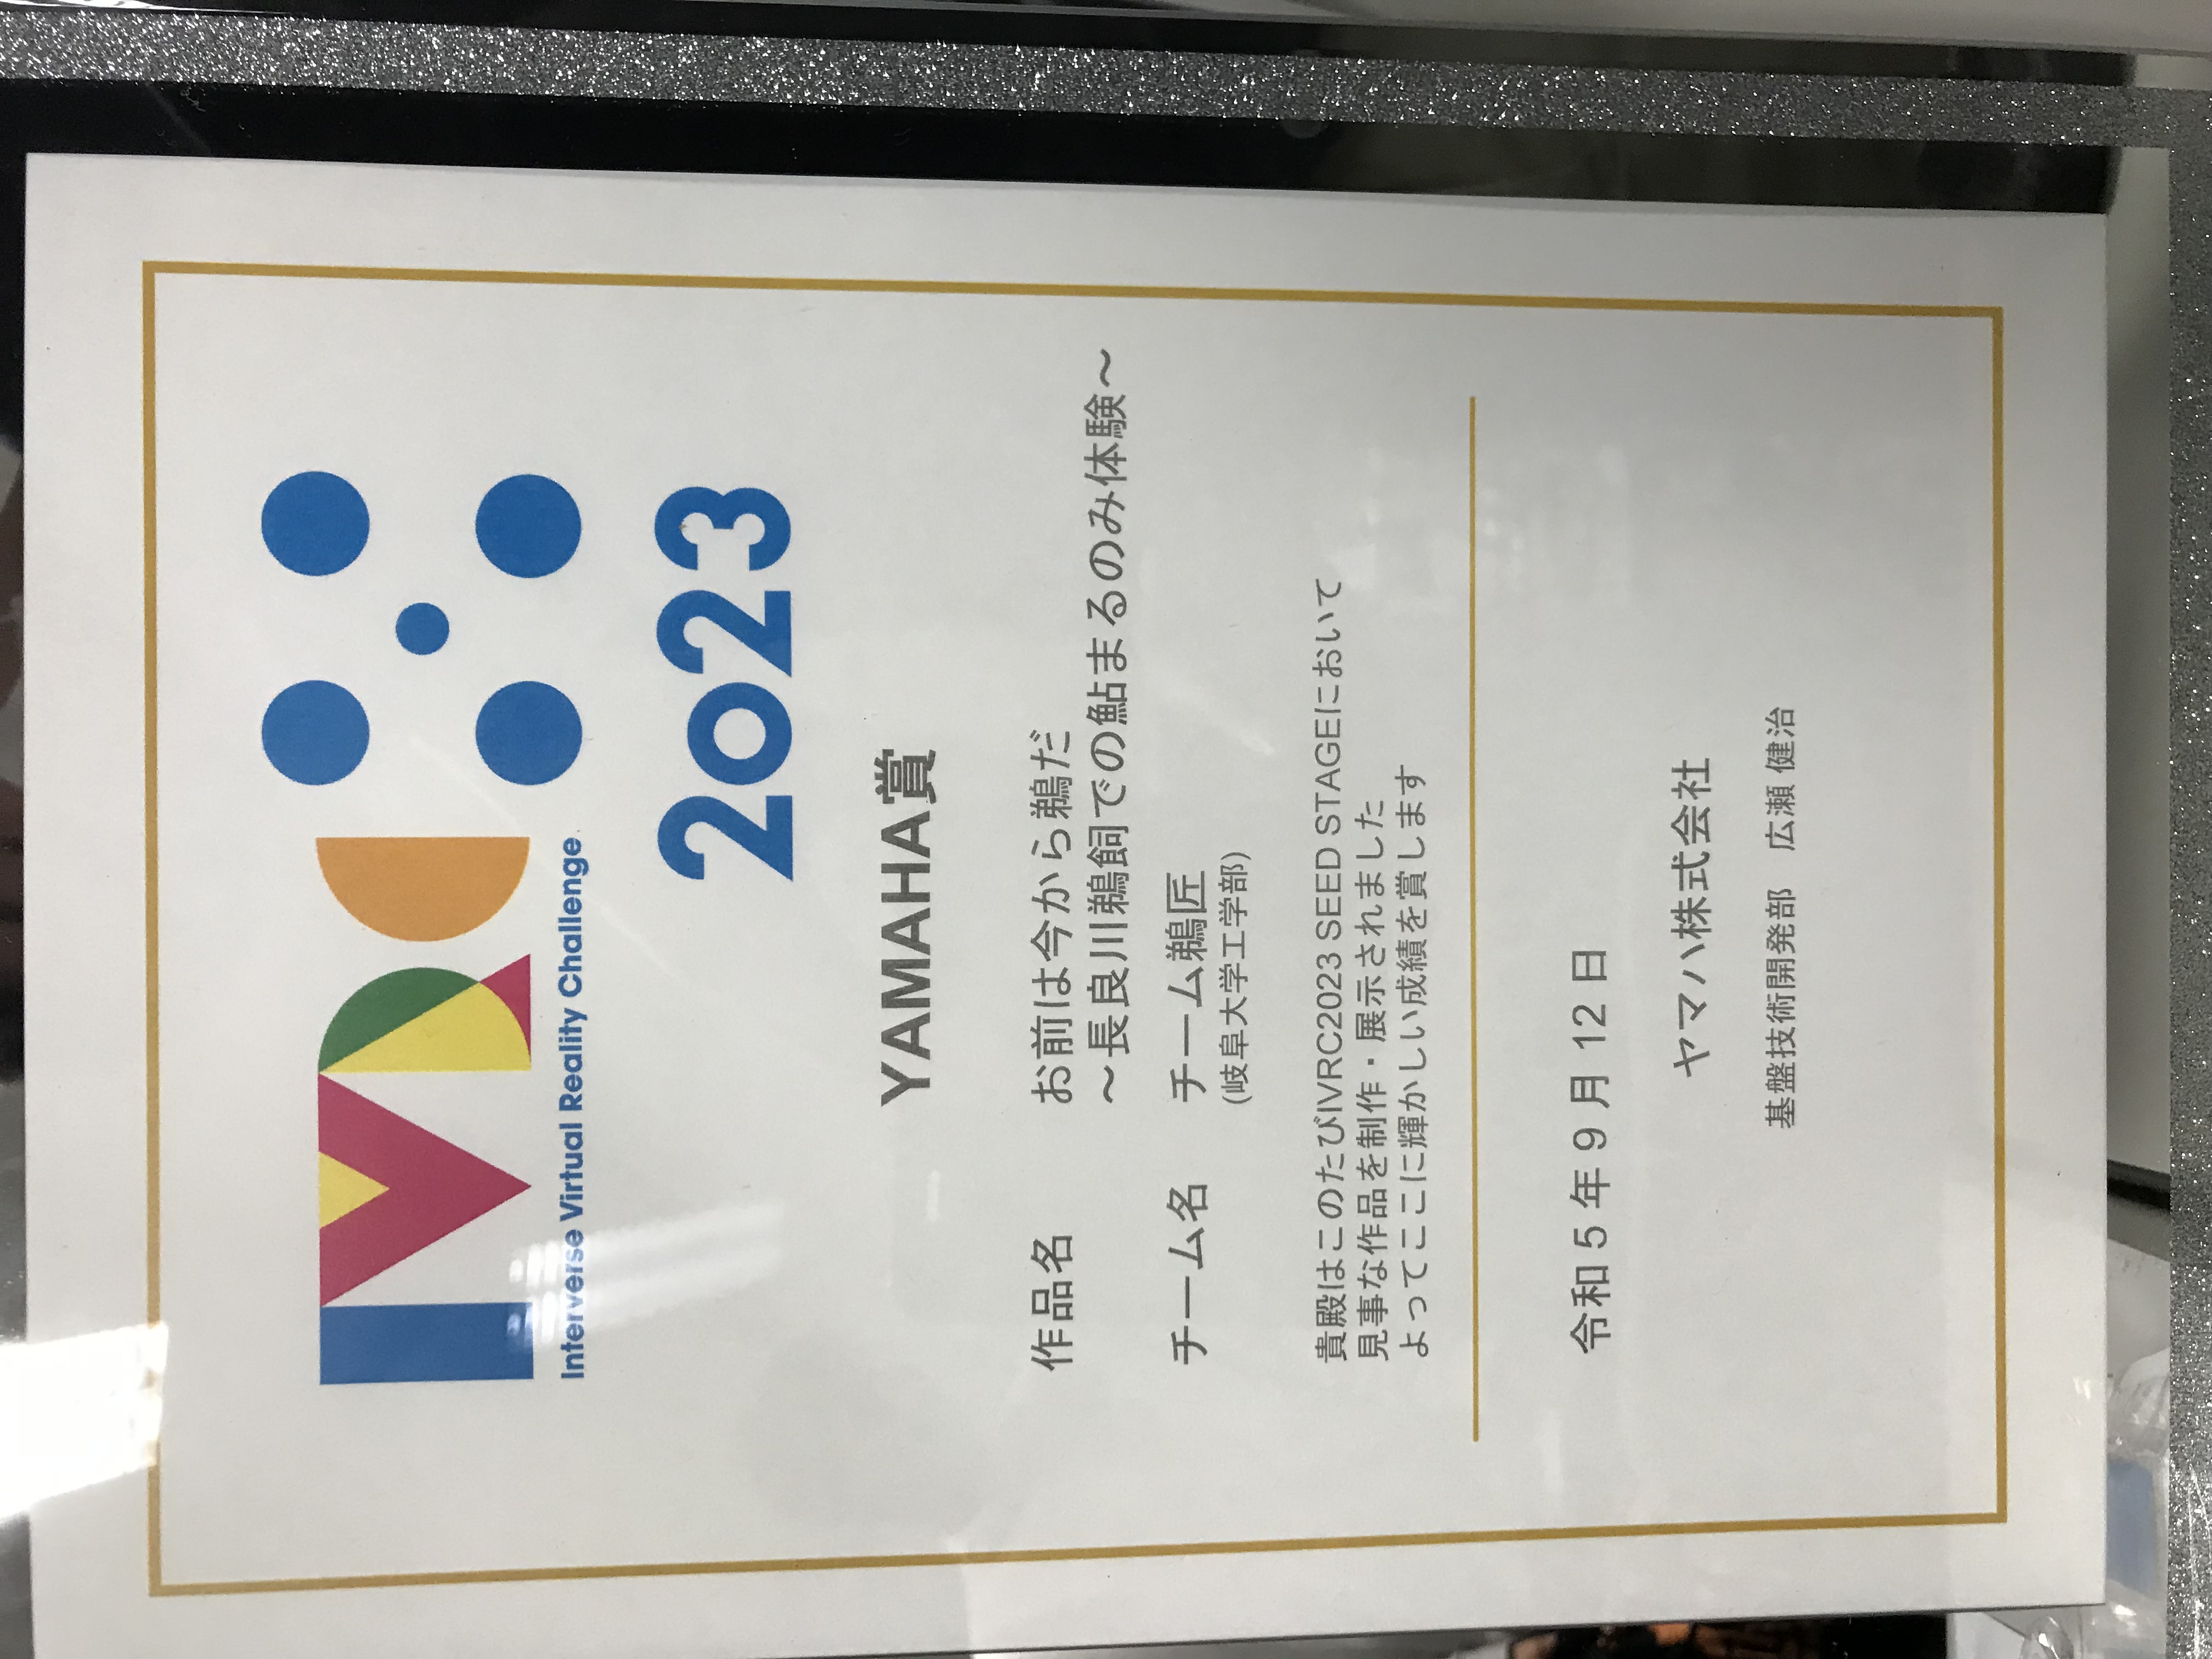 IVRC
Interverse Virtual Reality Challenge
2023
YAMAHA賞
作品名 お前は今から鵜だ
～長良川鵜飼での鮎まるのみ体験～
チーム名 チーム鵜匠
(岐阜大学工学部)
貴殿はこのたびIVRC2023 SEED STAGEにおいて
見事な作品を制作・展示されました
よってここに輝かしい成績を賞します
令和 5 年 9 月 12 日
ヤマハ株式会社
基盤技術開発部 広瀬 健治